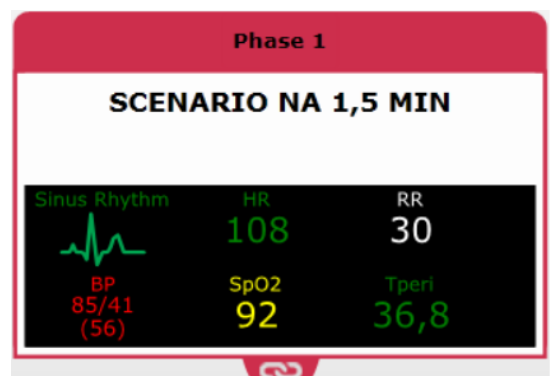 Phase 1
SCENARIO NA 1,5 MIN
Sinus Rhythm HR RR
108 30
BP SpO2 Tperi
85/41 92 36,8
(56)